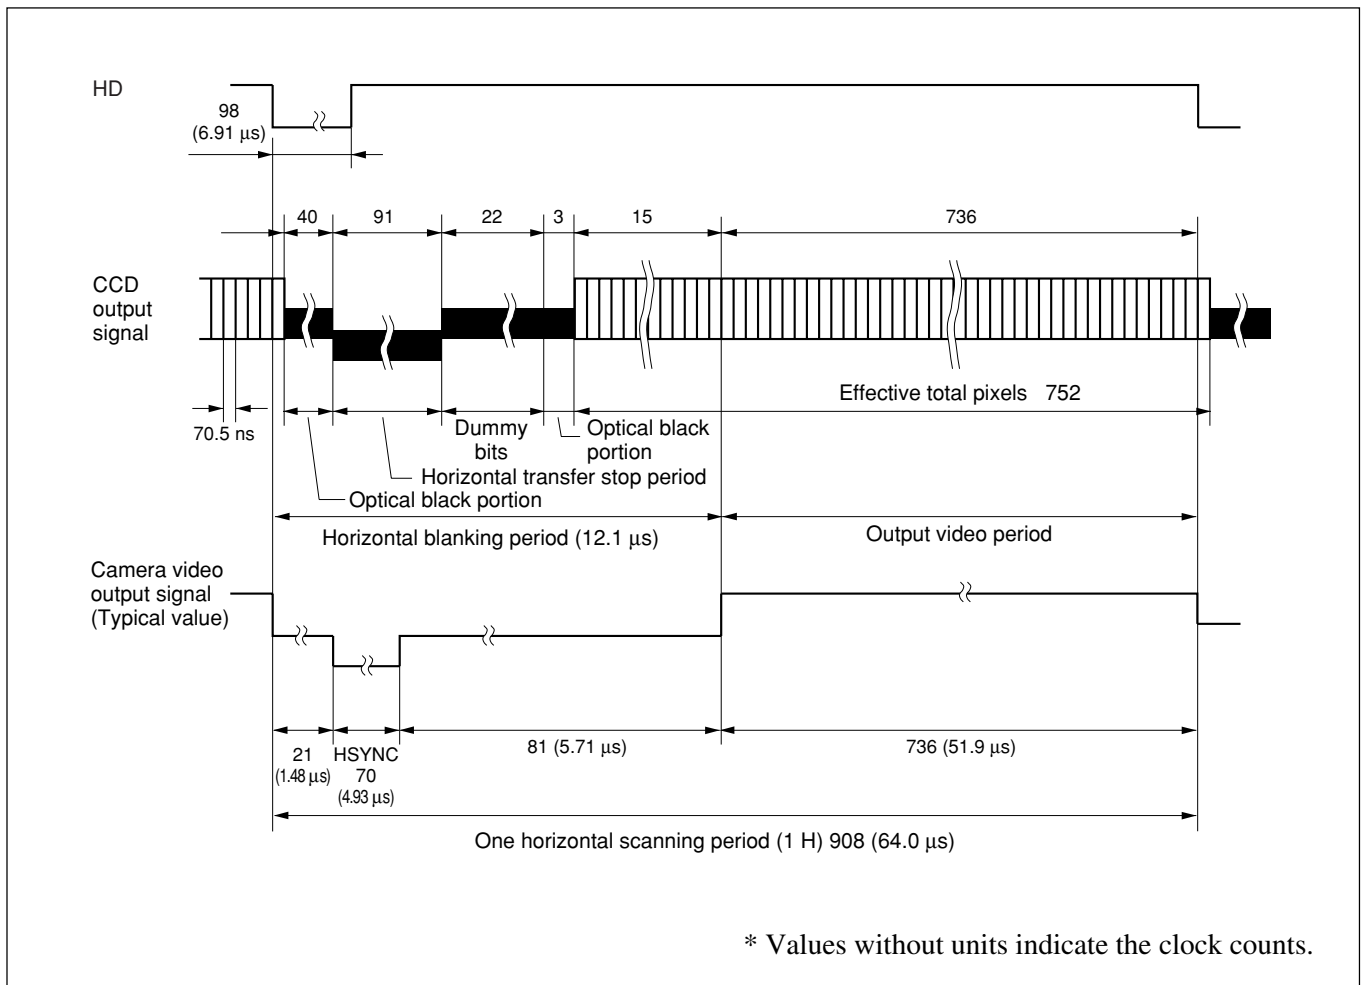 HD
98
(6.91 μs)
40 91 22 3 15 736
CCD
output
signal
Effective total pixels 752
70.5 ns
Dummy
bits
Optical black
portion
Horizontal transfer stop period
Optical black portion
Horizontal blanking period (12.1 μs)
Output video period
Camera video
output signal
(Typical value)
21
(1.48 μs)
HSYNC
70
(4.93 μs)
81 (5.71 μs)
736 (51.9 μs)
One horizontal scanning period (1 H) 908 (64.0 μs)
* Values without units indicate the clock counts.